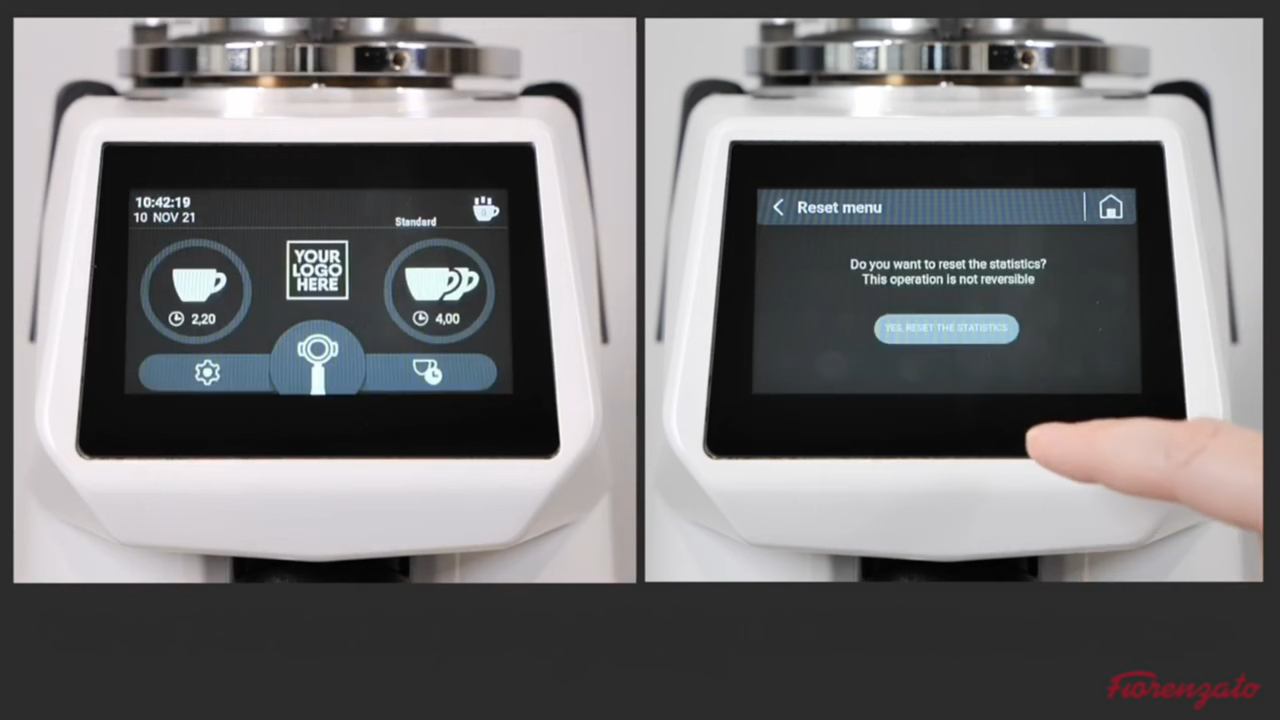 10:42:19
10 NOV 21
Standard
YOUR
LOGO
HERE
2,20
4,00
Reset menu
Do you want to reset the statistics?
This operation is not reversible
YES, RESET THE STATISTICS
Fiorenzato